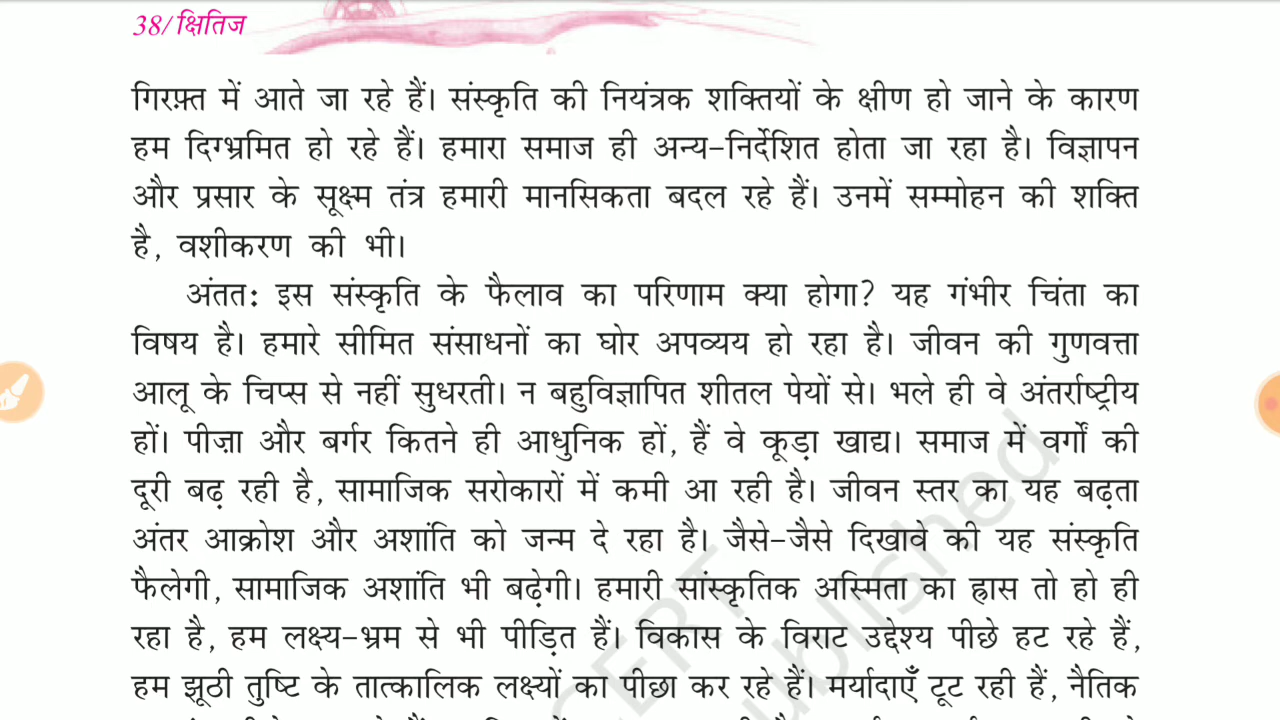 38/ क्षितिज
गिरफ़्त में आते जा रहे हैं। संस्कृति की नियंत्रक शक्तियों के क्षीण हो जाने के कारण
हम दिग्भ्रमित हो रहे हैं। हमारा समाज ही अन्य-निर्देशित होता जा रहा है। विज्ञापन
और प्रसार के सूक्ष्म तंत्र हमारी मानसिकता बदल रहे हैं। उनमें सम्मोहन की शक्ति
है, वशीकरण की भी।
अंततः इस संस्कृति के फैलाव का परिणाम क्या होगा? यह गंभीर चिंता का
विषय है। हमारे सीमित संसाधनों का घोर अपव्यय हो रहा है। जीवन की गुणवत्ता
आलू के चिप्स से नहीं सुधरती। न बहुविज्ञापित शीतल पेयों से। भले ही वे अंतर्राष्ट्रीय
हों। पीज़ा और बर्गर कितने ही आधुनिक हों, हैं वे कूड़ा खाद्य। समाज में वर्गों की
दूरी बढ़ रही है, सामाजिक सरोकारों में कमी आ रही है। जीवन स्तर का यह बढ़ता
अंतर आक्रोश और अशांति को जन्म दे रहा है। जैसे-जैसे दिखावे की यह संस्कृति
फैलेगी, सामाजिक अशांति भी बढ़ेगी। हमारी सांस्कृतिक अस्मिता का ह्रास तो हो ही
रहा है, हम लक्ष्य-भ्रम से भी पीड़ित हैं। विकास के विराट उद्देश्य पीछे हट रहे हैं,
हम झूठी तुष्टि के तात्कालिक लक्ष्यों का पीछा कर रहे हैं। मर्यादाएँ टूट रही हैं, नैतिक